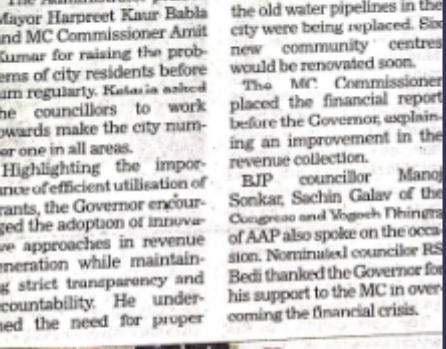 Mayor Harpreet Kaur Babla
and MC Commissioner Amit
Kumar for raising the prob-
ems of city residents before
um regularly. Kataria asked
he councillors to work
owards make the city num-
er one in all areas.
Highlighting the impor-
ance of efficient utilisation of
rants, the Governor encour-
ged the adoption of innova-
ve approaches in revenue
eneration while maintain-
g strict transparency and
countability. He under-
ned the need for proper
the old water pipelines in the
city were being replaced. Six
new community centres
would be renovated soon.
The MC Commissioner
placed the financial report
before the Governor, explain-
ing an improvement in the
revenue collection.
BJP councillor Manoj
Sonkar, Sachin Galav of the
Congress and Yogesh Dhingra
of AAP also spoke on the occa-
sion. Nominated councilor RS
Bedi thanked the Governor for
his support to the MC in over-
coming the financial crisis.